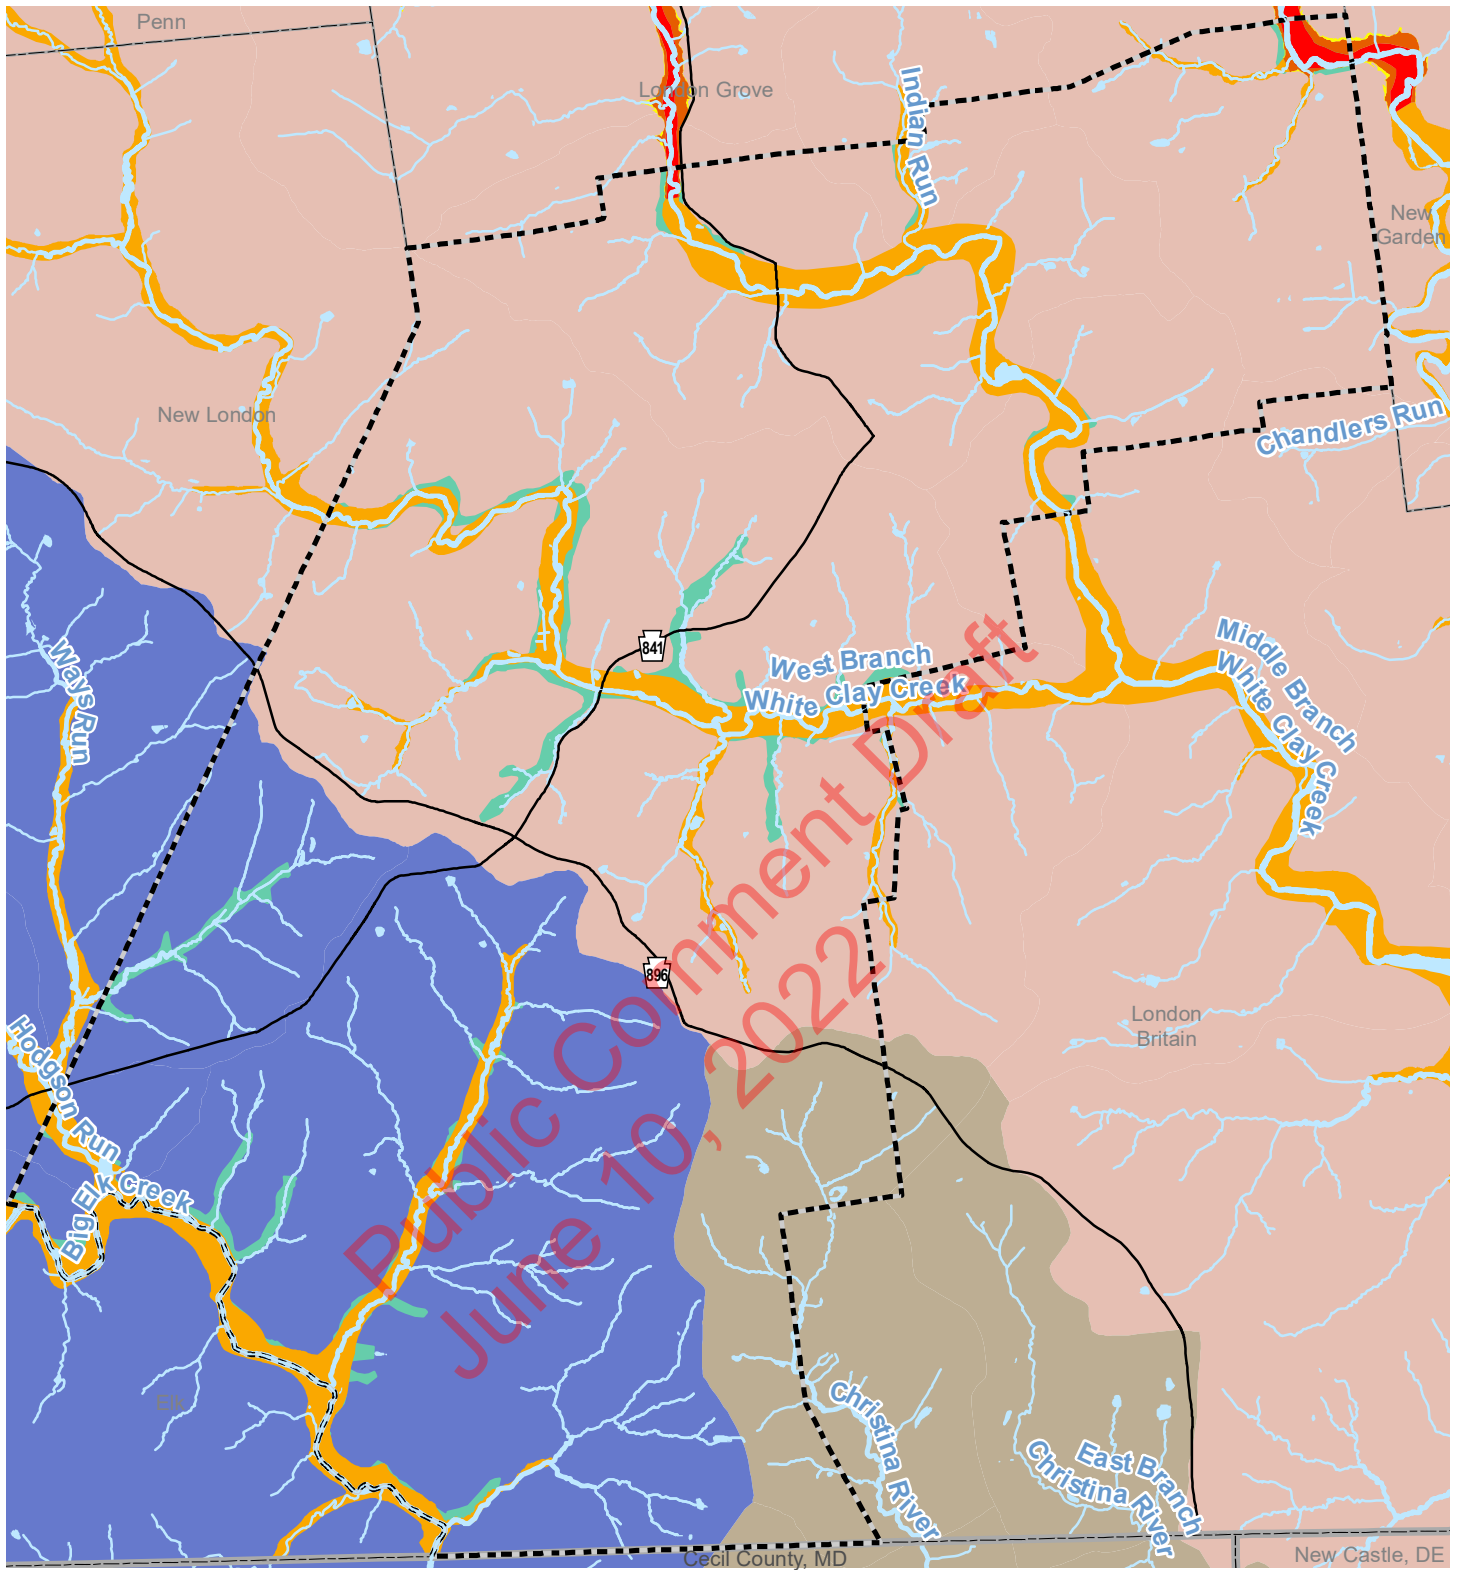 Penn
London Grove
Indian Run
New
Garden
New London
Chandlers Run
841
West Branch
White Clay Creek
Middle Branch
White Clay Creek
Ways Run
Public Comment Draft
June 10, 2022
896
London
Britain
Hodgson Run
Big Elk Creek
Elk
Christina River
East Branch
Christina River
Cecil County, MD
New Castle, DE